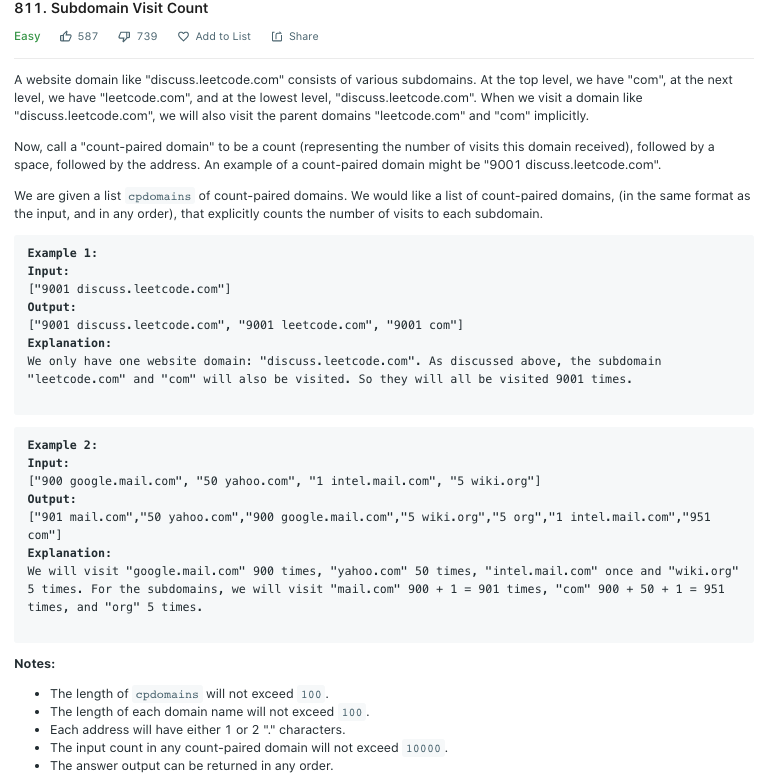 811. Subdomain Visit Count
Easy 587 739 Add to List Share
A website domain like "discuss.leetcode.com" consists of various subdomains. At the top level, we have "com", at the next
level, we have "leetcode.com", and at the lowest level, "discuss.leetcode.com". When we visit a domain like
"discuss.leetcode.com", we will also visit the parent domains "leetcode.com" and "com" implicitly.
Now, call a "count-paired domain" to be a count (representing the number of visits this domain received), followed by a
space, followed by the address. An example of a count-paired domain might be "9001 discuss.leetcode.com".
We are given a list cpdomains of count-paired domains. We would like a list of count-paired domains, (in the same format as
the input, and in any order), that explicitly counts the number of visits to each subdomain.
Example 1:
Input:
["9001 discuss.leetcode.com"]
Output:
["9001 discuss.leetcode.com", "9001 leetcode.com", "9001 com"]
Explanation:
We only have one website domain: "discuss.leetcode.com". As discussed above, the subdomain
"leetcode.com" and "com" will also be visited. So they will all be visited 9001 times.
Example 2:
Input:
["900 google.mail.com", "50 yahoo.com", "1 intel.mail.com", "5 wiki.org"]
Output:
["901 mail.com","50 yahoo.com","900 google.mail.com","5 wiki.org","5 org","1 intel.mail.com","951
com"]
Explanation:
We will visit "google.mail.com" 900 times, "yahoo.com" 50 times, "intel.mail.com" once and "wiki.org"
5 times. For the subdomains, we will visit "mail.com" 900 + 1 = 901 times, "com" 900 + 50 + 1 = 951
times, and "org" 5 times.
Notes:
• The length of cpdomains will not exceed 100.
• The length of each domain name will not exceed 100.
• Each address will have either 1 or 2 "." characters.
• The input count in any count-paired domain will not exceed 10000.
• The answer output can be returned in any order.